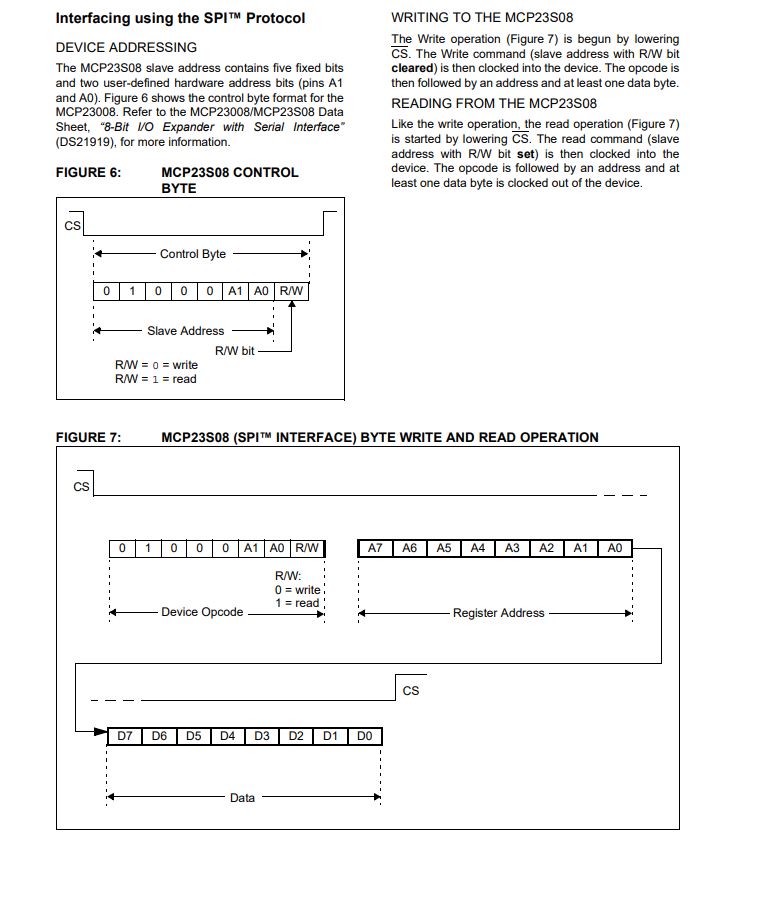 Interfacing using the SPI™ Protocol
DEVICE ADDRESSING
The MCP23S08 slave address contains five fixed bits
and two user-defined hardware address bits (pins A1
and A0). Figure 6 shows the control byte format for the
MCP23008. Refer to the MCP23008/MCP23S08 Data
Sheet, “8-Bit I/O Expander with Serial Interface”
(DS21919), for more information.
FIGURE 6: MCP23S08 CONTROL
BYTE
CS
Control Byte
0 1 0 0 0 A1 A0 R/W
Slave Address
R/W bit
R/W = 0 = write
R/W = 1 = read
WRITING TO THE MCP23S08
The Write operation (Figure 7) is begun by lowering
CS. The Write command (slave address with R/W bit
cleared) is then clocked into the device. The opcode is
then followed by an address and at least one data byte.
READING FROM THE MCP23S08
Like the write operation, the read operation (Figure 7)
is started by lowering CS. The read command (slave
address with R/W bit set) is then clocked into the
device. The opcode is followed by an address and at
least one data byte is clocked out of the device.
FIGURE 7: MCP23S08 (SPI™ INTERFACE) BYTE WRITE AND READ OPERATION
CS
0 1 0 0 0 A1 A0 R/W
A7 A6 A5 A4 A3 A2 A1 A0
R/W:
0 = write
1 = read
Device Opcode
Register Address
CS
D7 D6 D5 D4 D3 D2 D1 D0
Data